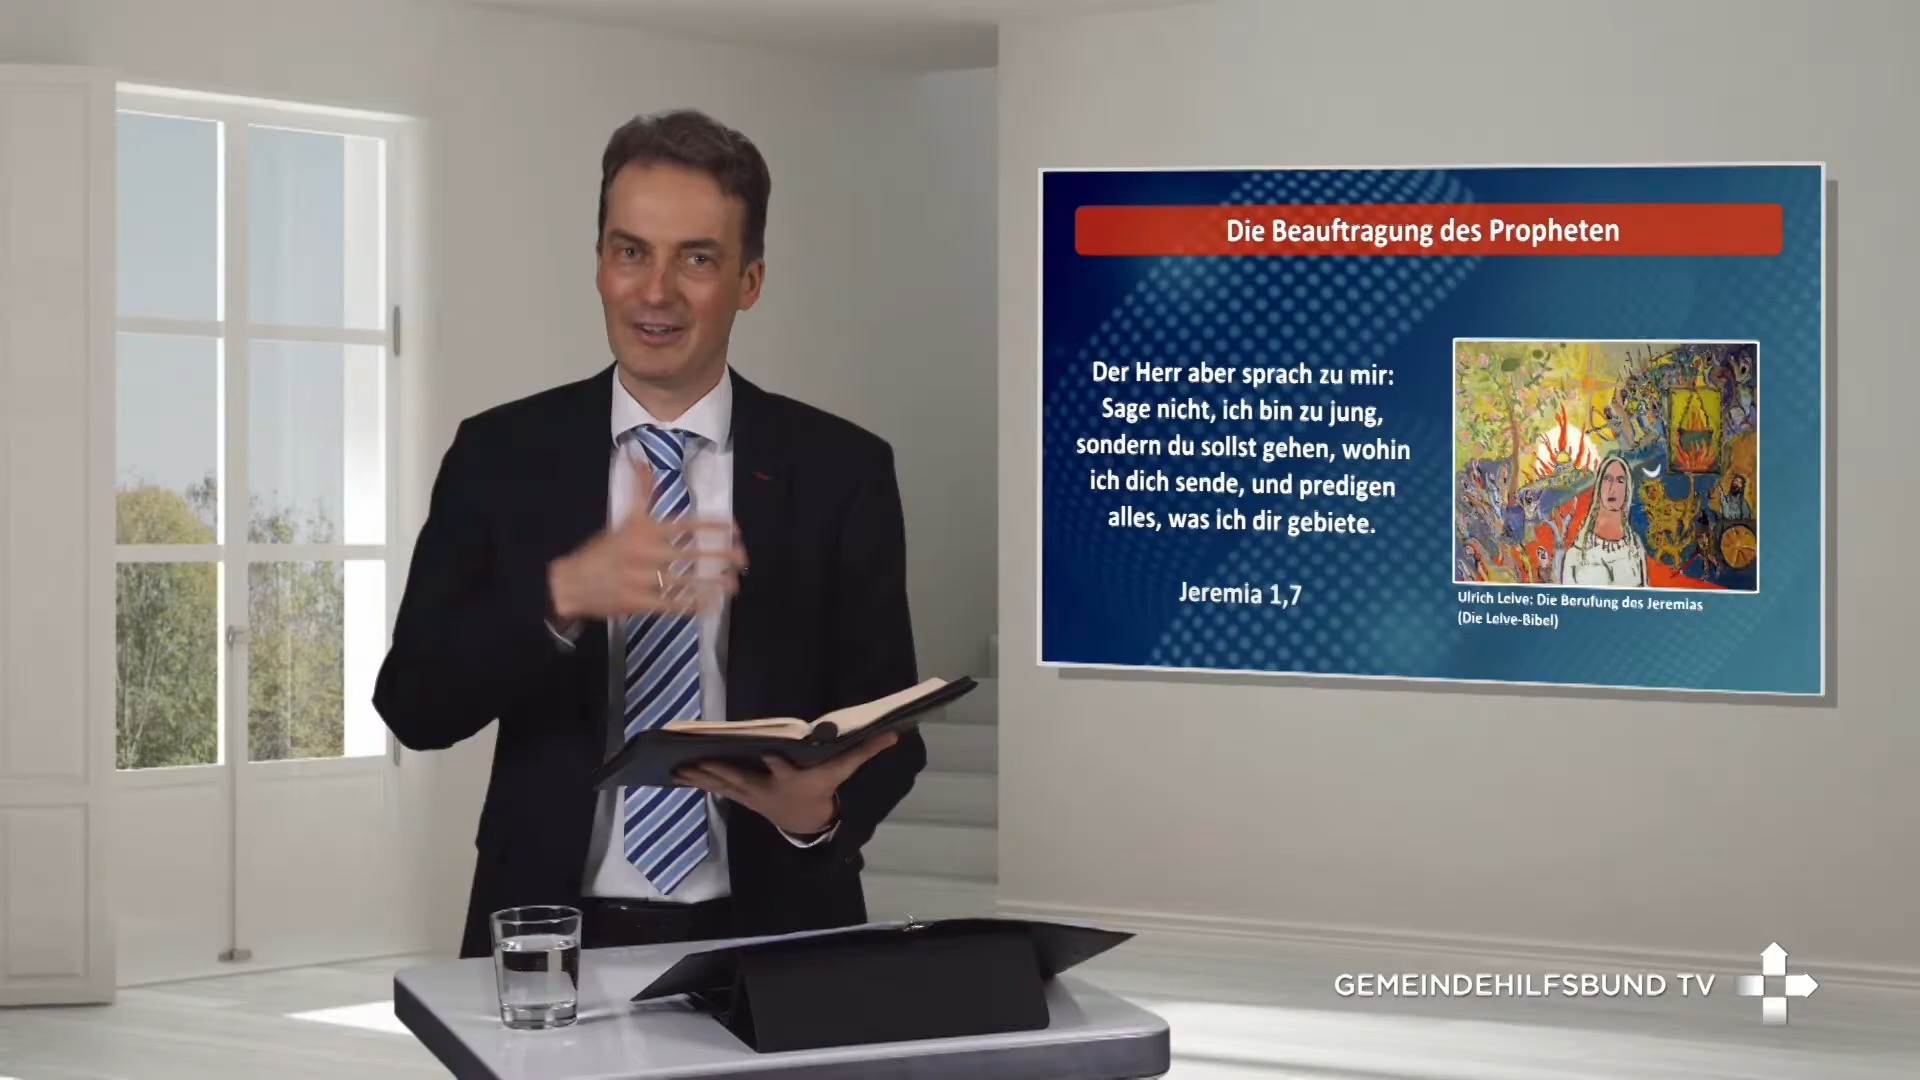 Die Beauftragung des Propheten
Der Herr aber sprach zu mir:
Sage nicht, ich bin zu jung,
sondern du sollst gehen, wohin
ich dich sende, und predigen
alles, was ich dir gebiete.
Jeremia 1,7
Ulrich Leive: Die Berufung des Jeremias
(Die Leive-Bibel)
GEMEINDEHILFSBUND TV